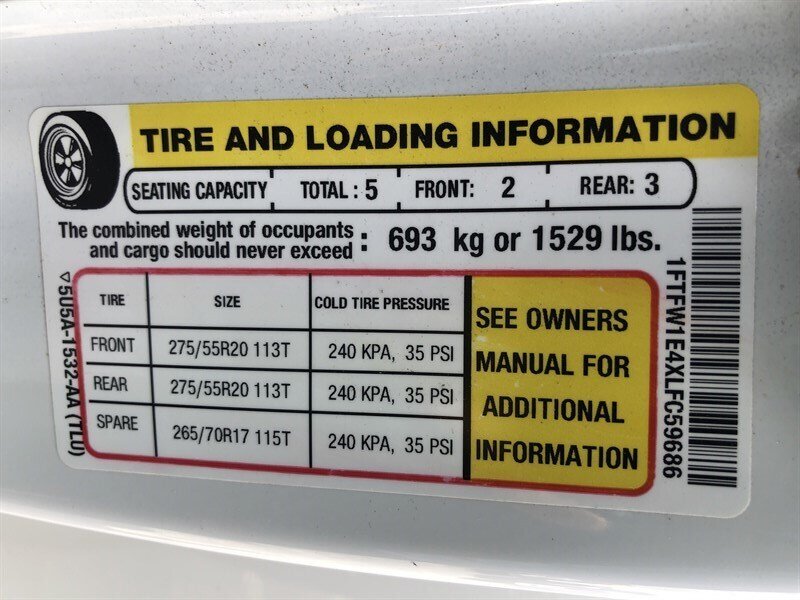 TIRE AND LOADING INFORMATION
SEATING CAPACITY TOTAL : 5 FRONT: 2 REAR: 3
The combined weight of occupants
and cargo should never exceed : 693 kg or 1529 lbs.
TIRE SIZE COLD TIRE PRESSURE
FRONT 275/55R20 113T 240 KPA, 35 PSI
REAR 275/55R20 113T 240 KPA, 35 PSI
SPARE 265/70R17 115T 240 KPA, 35 PSI
SEE OWNERS
MANUAL FOR
ADDITIONAL
INFORMATION
5U5A-1532-AA (TLU)
1FTFW1E4XLFC59686